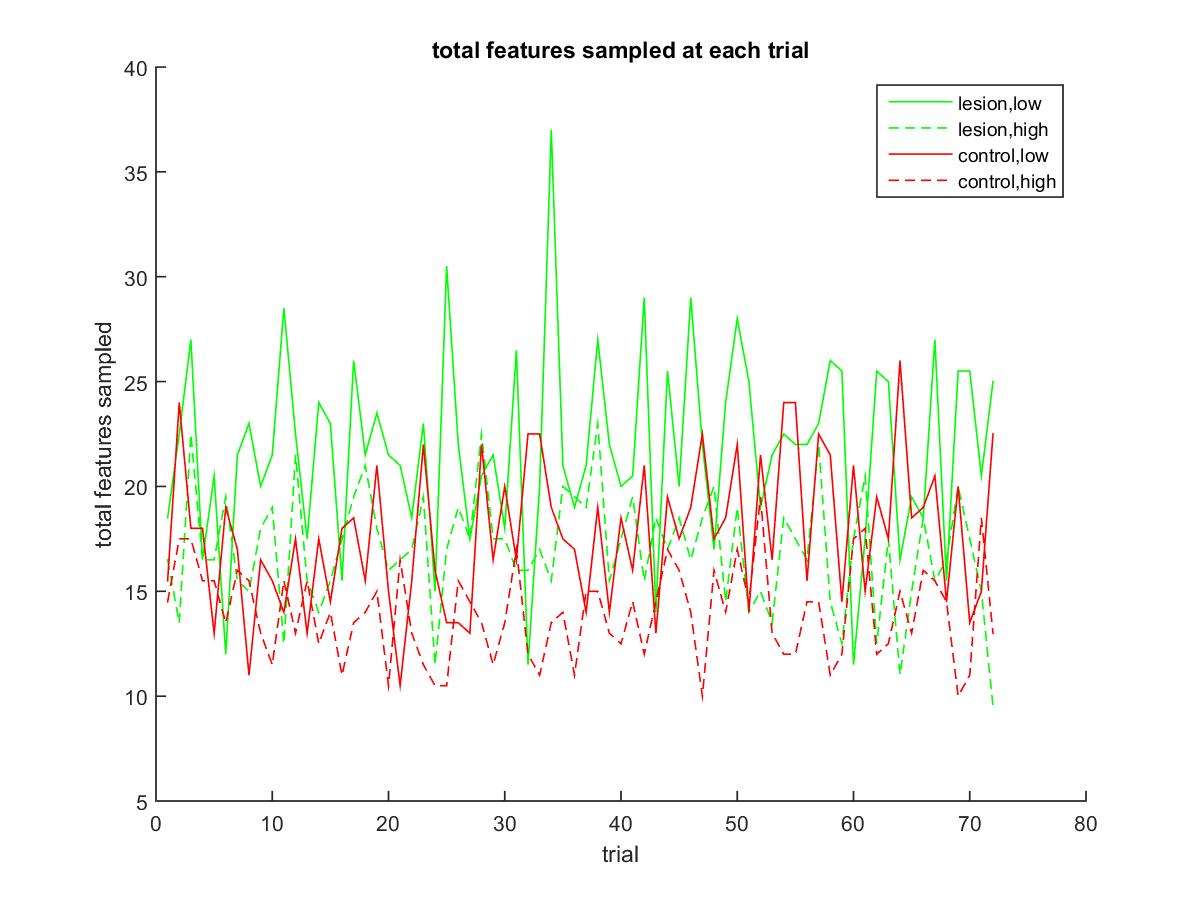 total features sampled at each trial
lesion,low
lesion,high
control,low
control,high
40
35
30
25
20
15
10
5
total features sampled
0 10 20 30 40 50 60 70 80
trial